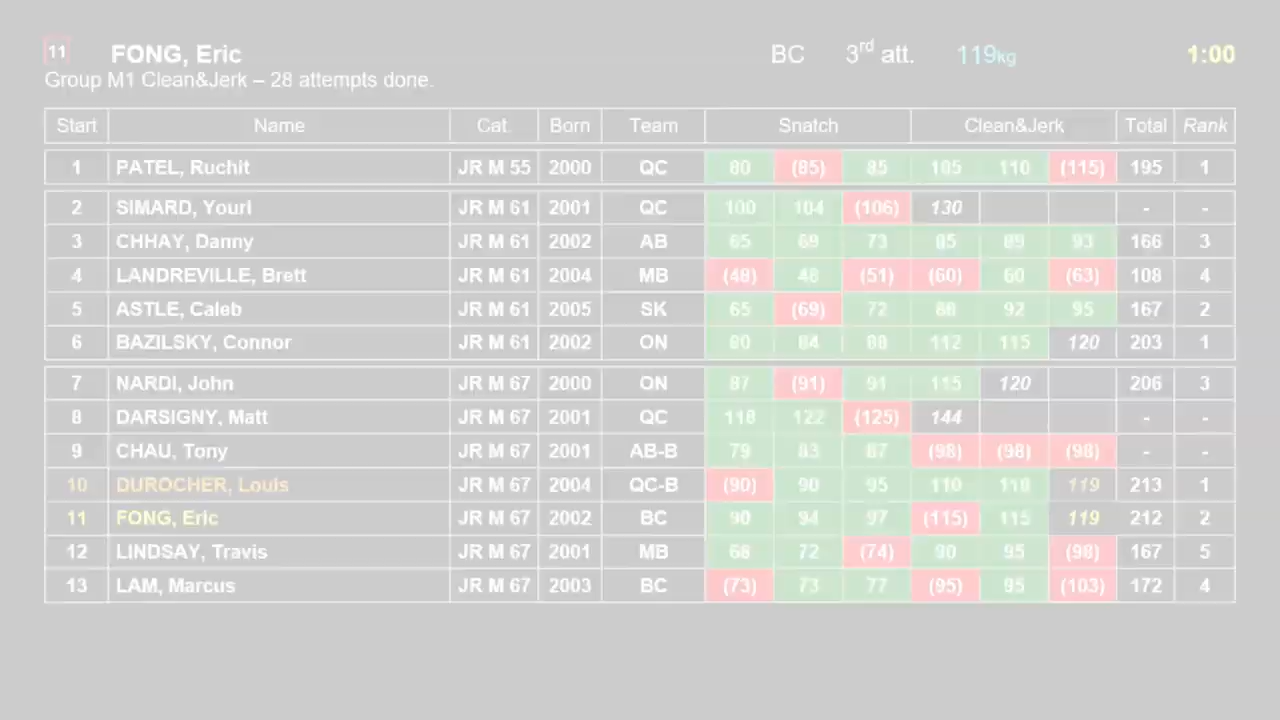 11 FONG, Eric BC 3rd att. 119kg 1:00
Group M1 Clean&Jerk – 28 attempts done.
Start Name Cat. Born Team Snatch Clean&Jerk Total Rank
1 PATEL, Ruchit JR M 55 2000 QC 80 (85) 85 105 110 (115) 195 1
2 SIMARD, Youri JR M 61 2001 QC 100 104 (106) 130 - -
3 CHHAY, Danny JR M 61 2002 AB 65 69 73 85 89 93 166 3
4 LANDREVILLE, Brett JR M 61 2004 MB (48) 48 (51) (60) 60 (63) 108 4
5 ASTLE, Caleb JR M 61 2005 SK 65 (69) 72 88 92 95 167 2
6 BAZILSKY, Connor JR M 61 2002 ON 80 84 88 112 115 120 203 1
7 NARDI, John JR M 67 2000 ON 87 (91) 91 115 120 206 3
8 DARSIGNY, Matt JR M 67 2001 QC 118 122 (125) 144 - -
9 CHAU, Tony JR M 67 2001 AB-B 79 83 87 (98) (98) (98) - -
10 DUROCHER, Louis JR M 67 2004 QC-B (90) 90 95 110 118 119 213 1
11 FONG, Eric JR M 67 2002 BC 90 94 97 (115) 115 119 212 2
12 LINDSAY, Travis JR M 67 2001 MB 68 72 (74) 90 95 (98) 167 5
13 LAM, Marcus JR M 67 2003 BC (73) 73 77 (95) 95 (103) 172 4